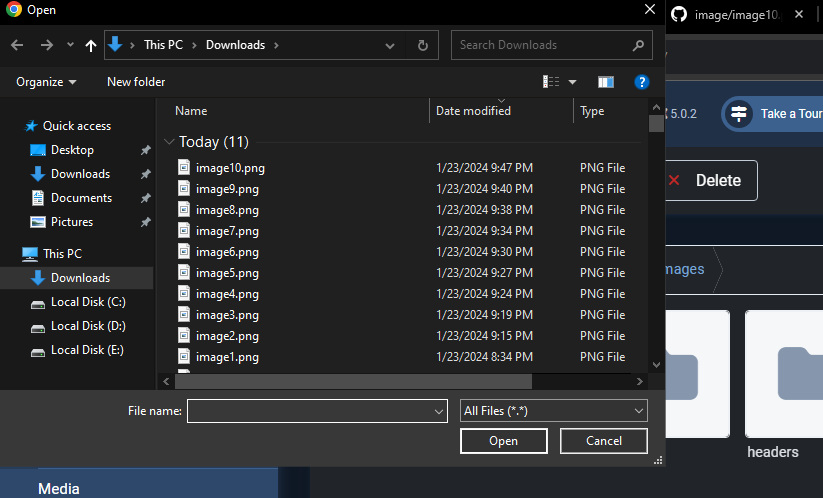 Open
image/image10.
This PC
Downloads
Search Downloads
Organize
New folder
5.0.2
Take a Tour
Name
Date modified
Type
Quick access
Desktop
Downloads
Documents
Pictures
This PC
Downloads
Local Disk (C:)
Local Disk (D:)
Local Disk (E:)
Today (11)
image10.png 1/23/2024 9:47 PM PNG File
image9.png 1/23/2024 9:40 PM PNG File
image8.png 1/23/2024 9:38 PM PNG File
image7.png 1/23/2024 9:34 PM PNG File
image6.png 1/23/2024 9:30 PM PNG File
image5.png 1/23/2024 9:27 PM PNG File
image4.png 1/23/2024 9:24 PM PNG File
image3.png 1/23/2024 9:19 PM PNG File
image2.png 1/23/2024 9:15 PM PNG File
image1.png 1/23/2024 8:34 PM PNG File
Delete
mages
File name:
All Files (*.*)
Open
Cancel
headers
Media